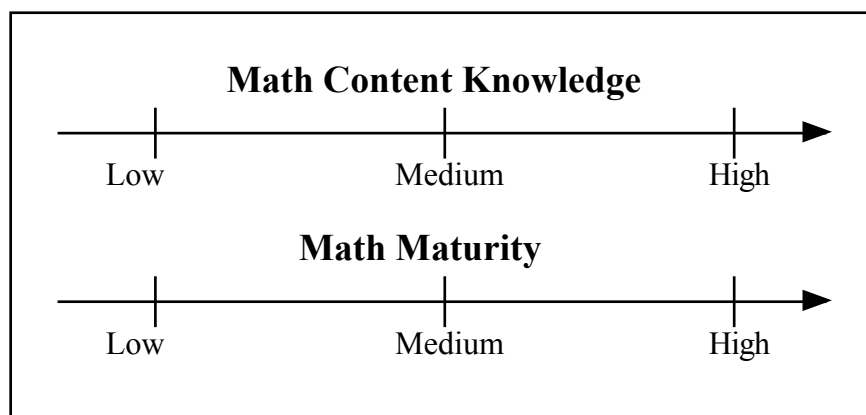 Math Content Knowledge
Low Medium High
Math Maturity
Low Medium High